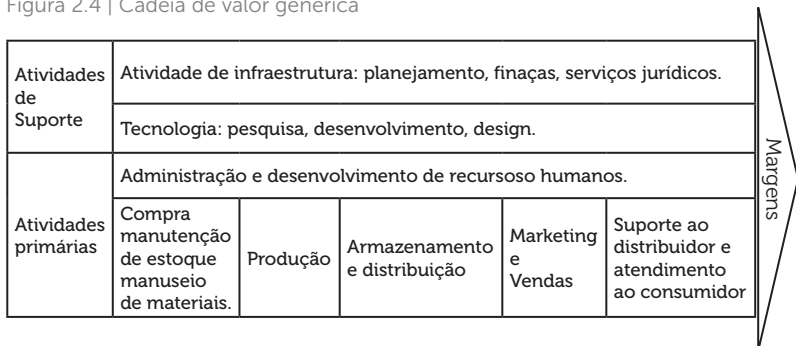 Figura 2.4 | Cadeia de valor genérica
Atividades
de
Suporte
Atividade de infraestrutura: planejamento, finaças, serviços jurídicos.
Tecnologia: pesquisa, desenvolvimento, design.
Administração e desenvolvimento de recursoso humanos.
Atividades
primárias
Compra
manutenção
de estoque
manuseio
de materiais.
Produção
Armazenamento
e distribuição
Marketing
e
Vendas
Suporte ao
distribuidor e
atendimento
ao consumidor
Margens